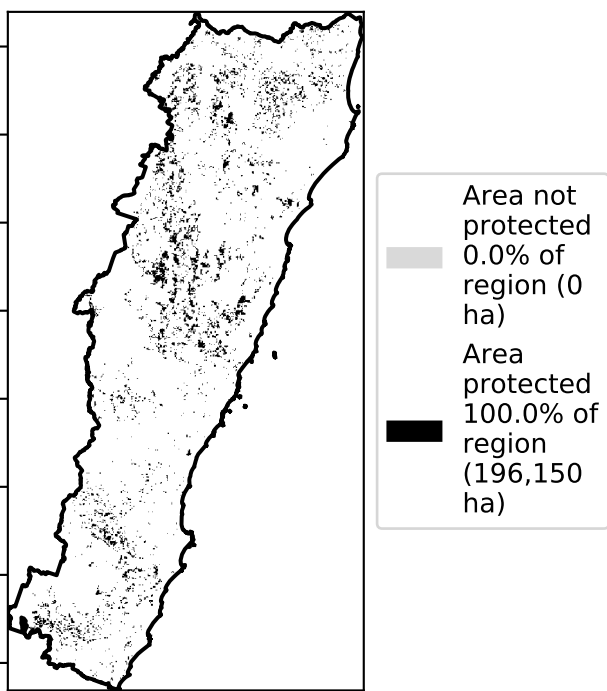 Area not
protected
0.0% of
region (0
ha)
Area
protected
100.0% of
region
(196,150
ha)